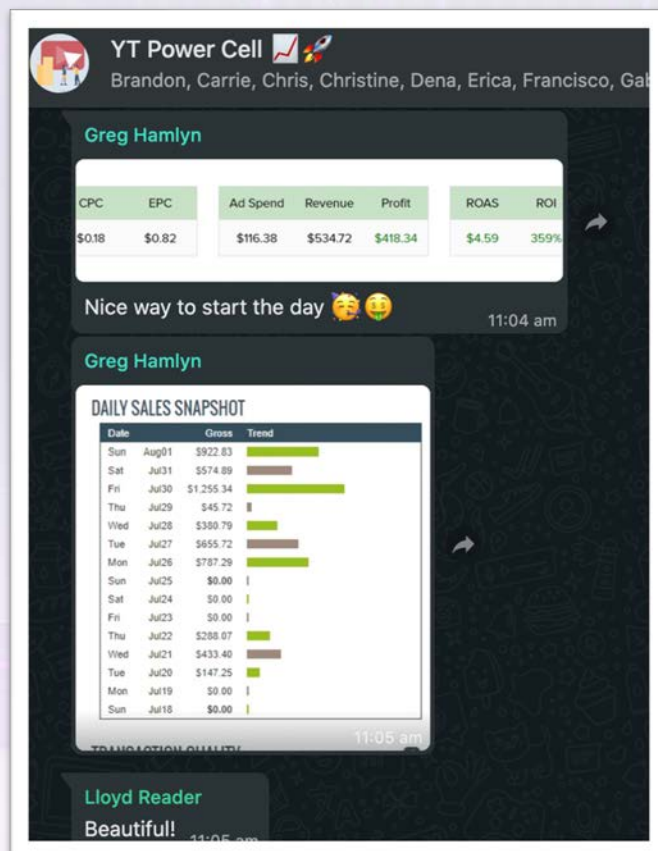 YT Power Cell 📈🚀
Brandon, Carrie, Chris, Christine, Dena, Erica, Francisco, Gab
Greg Hamlyn
CPC EPC Ad Spend Revenue Profit ROAS ROI
$0.18 $0.82 $116.38 $534.72 $418.34 $4.59 359%
Nice way to start the day 🥳🤑
11:04 am
Greg Hamlyn
DAILY SALES SNAPSHOT
Date Gross Trend
Sun Aug01 $922.83
Sat Jul31 $574.89
Fri Jul30 $1,255.34
Thu Jul29 $45.72
Wed Jul28 $380.79
Tue Jul27 $655.72
Mon Jul26 $787.29
Sun Jul25 $0.00
Sat Jul24 $0.00
Fri Jul23 $0.00
Thu Jul22 $288.07
Wed Jul21 $433.40
Tue Jul20 $147.25
Mon Jul19 $0.00
Sun Jul18 $0.00
TRANSACTION QUALITY
11:05 am
Lloyd Reader
Beautiful! 11:05 am